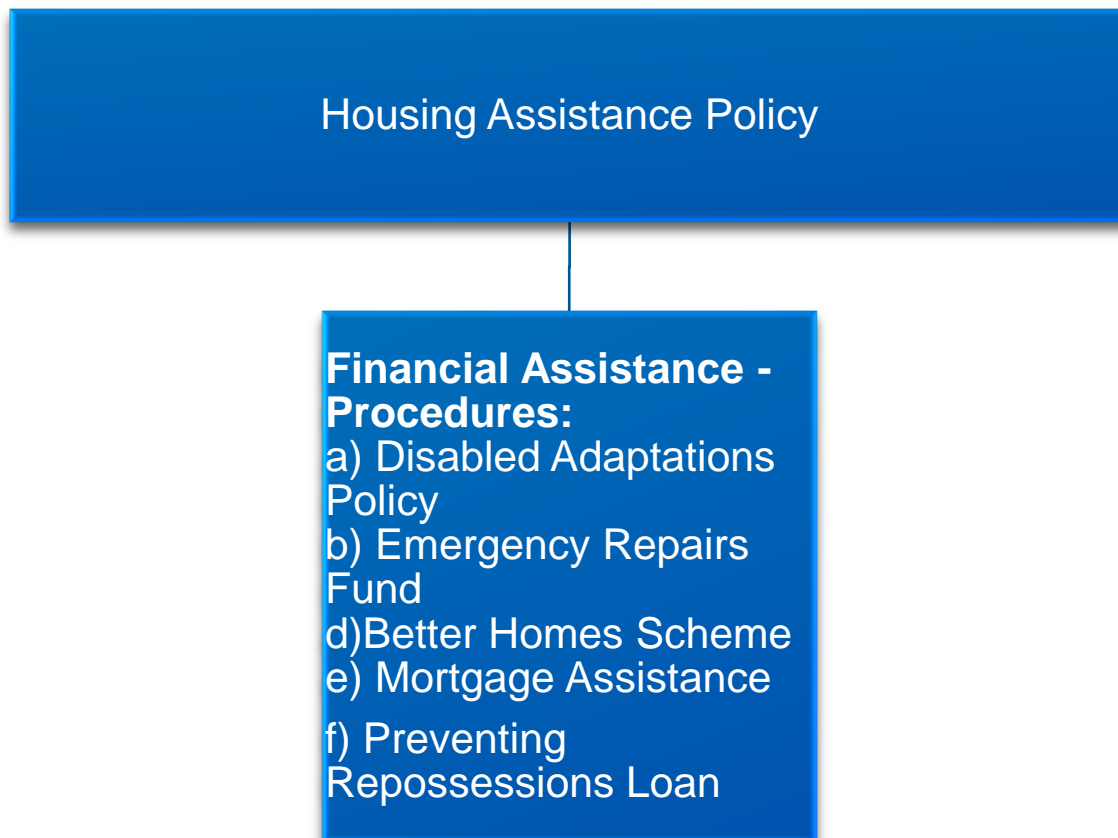 Housing Assistance Policy
Financial Assistance -
Procedures:
a) Disabled Adaptations
Policy
b) Emergency Repairs
Fund
d)Better Homes Scheme
e) Mortgage Assistance
f) Preventing
Repossessions Loan